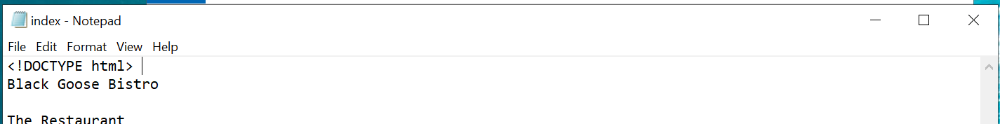 index - Notepad
File Edit Format View Help
<!DOCTYPE html>
Black Goose Bistro
The Restaurant